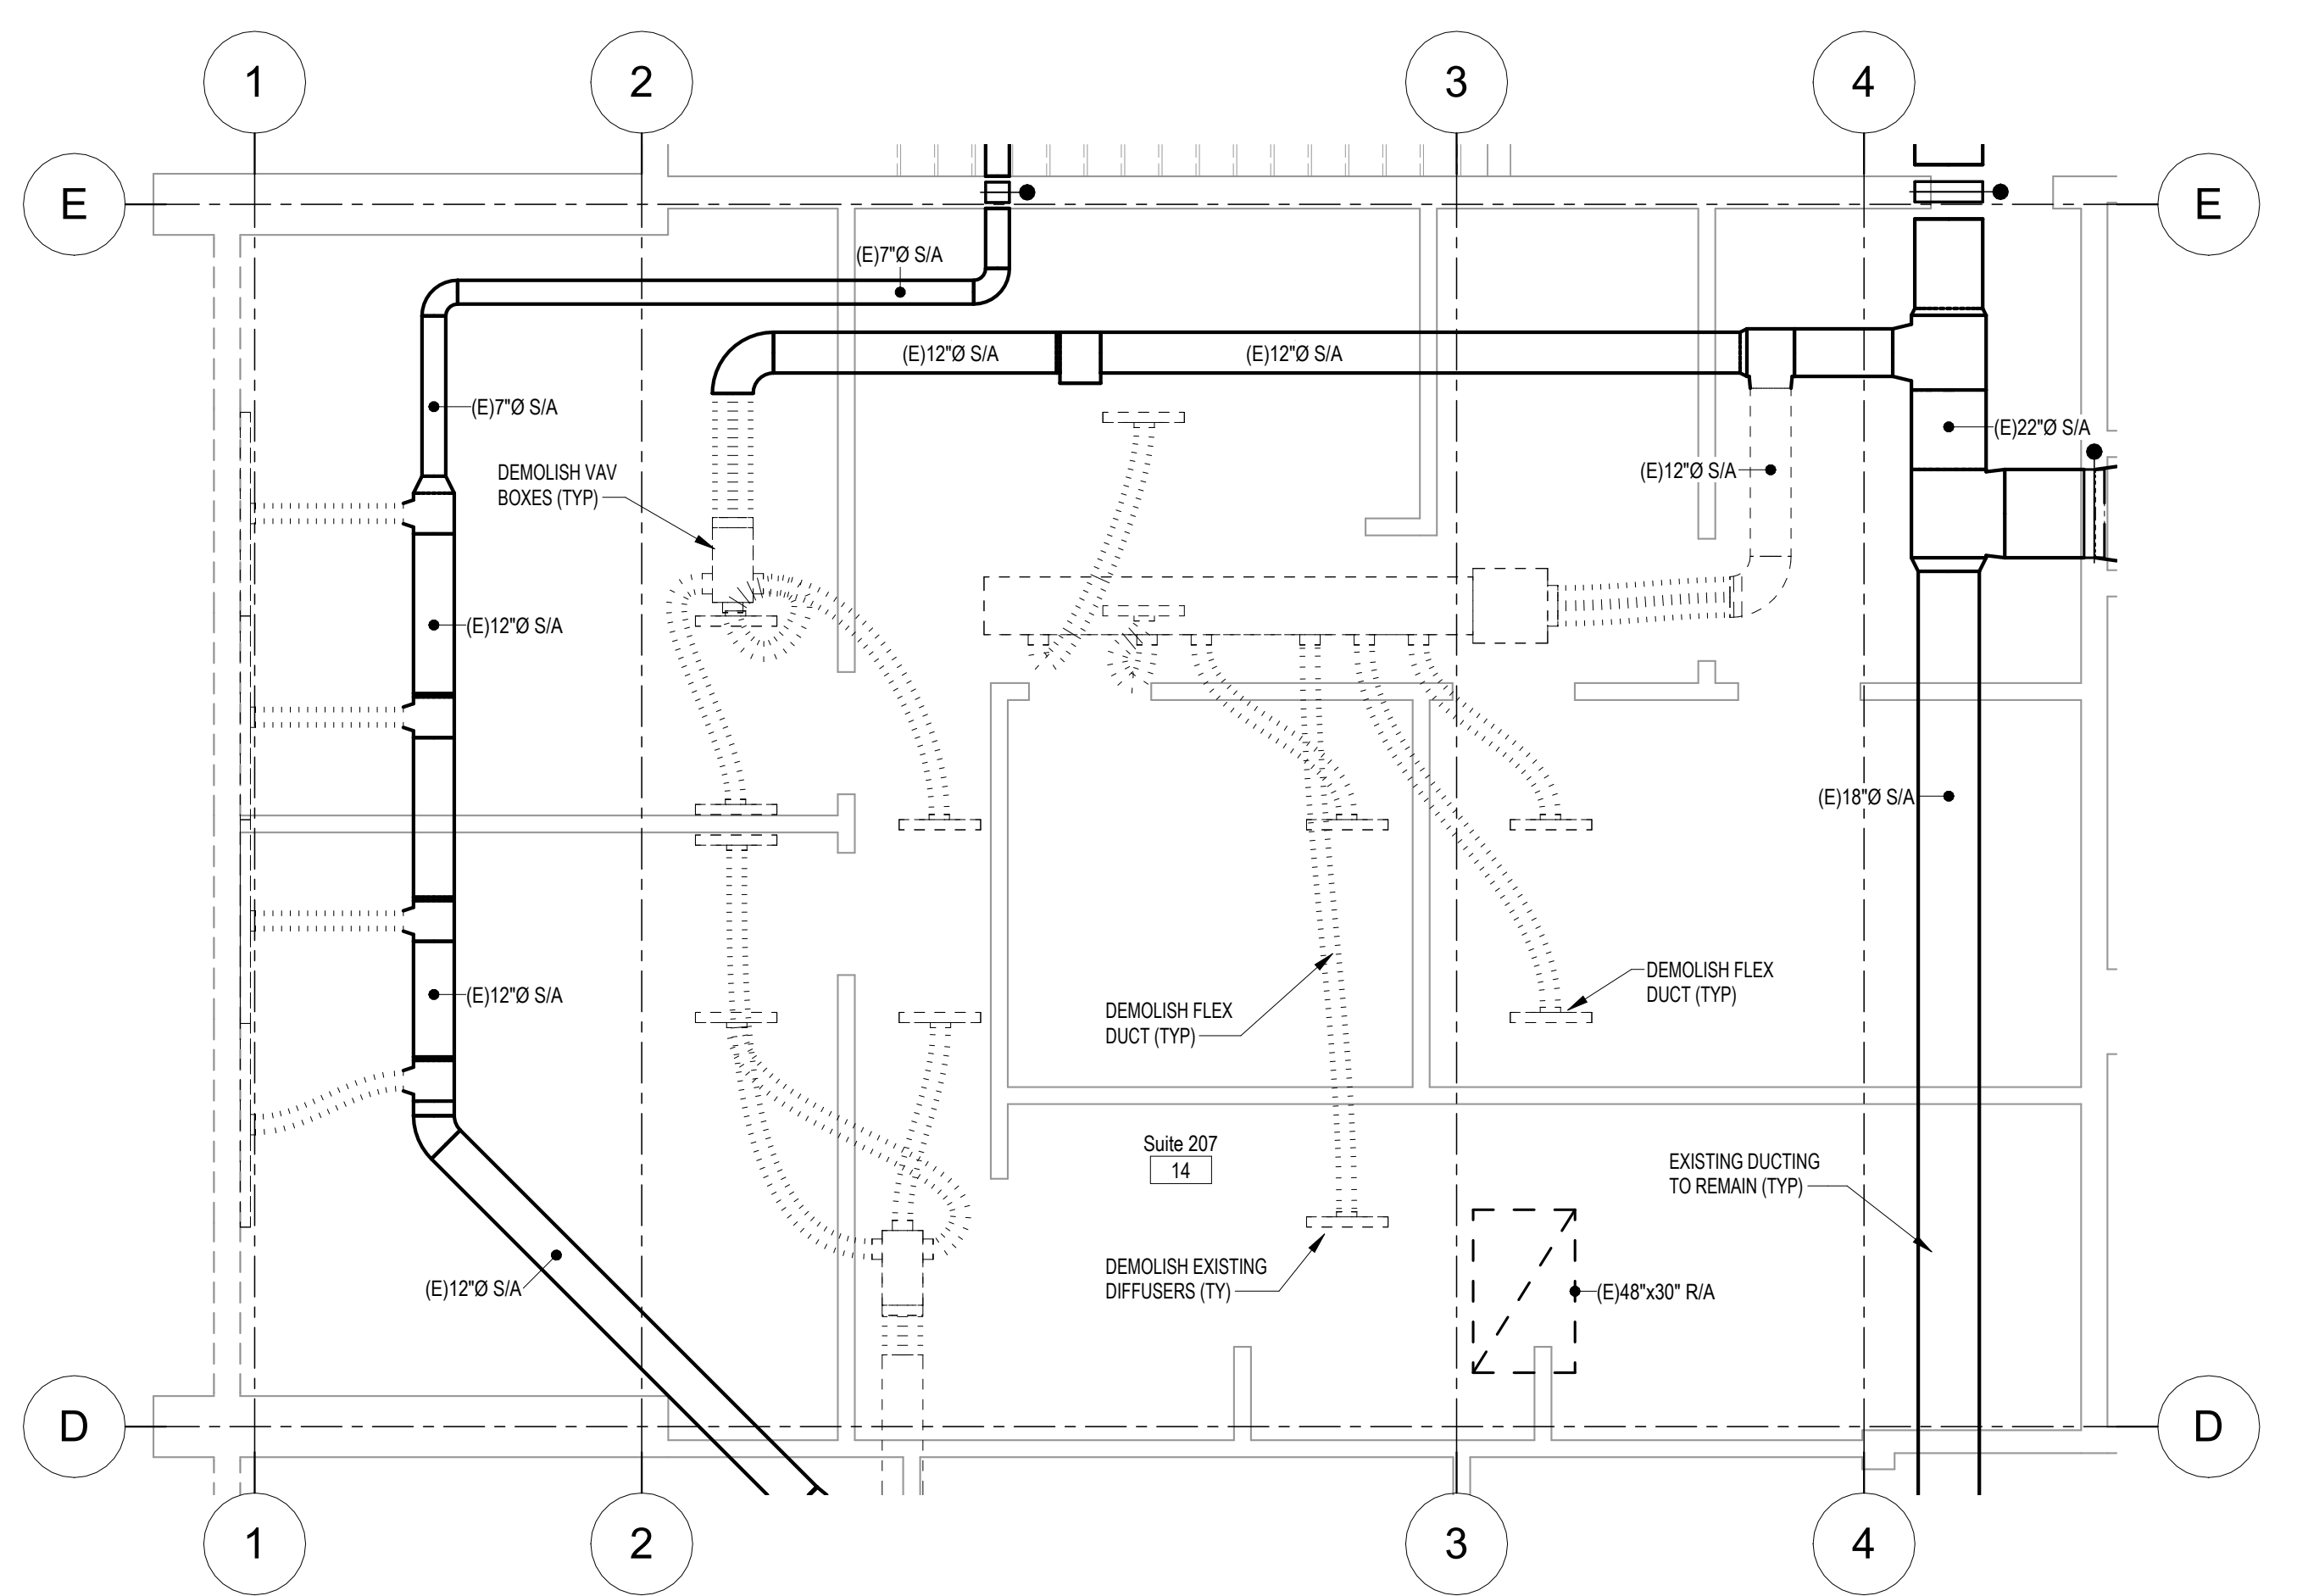 1
2
3
4
E
E
(E)7"Ø S/A
(E)12"Ø S/A
(E)12"Ø S/A
(E)7"Ø S/A
(E)22"Ø S/A
DEMOLISH VAV
BOXES (TYP)
(E)12"Ø S/A
(E)12"Ø S/A
(E)18"Ø S/A
(E)12"Ø S/A
DEMOLISH FLEX
DUCT (TYP)
DEMOLISH FLEX
DUCT (TYP)
Suite 207
14
EXISTING DUCTING
TO REMAIN (TYP)
(E)12"Ø S/A
DEMOLISH EXISTING
DIFFUSERS (TY)
(E)48"x30" R/A
D
D
1
2
3
4